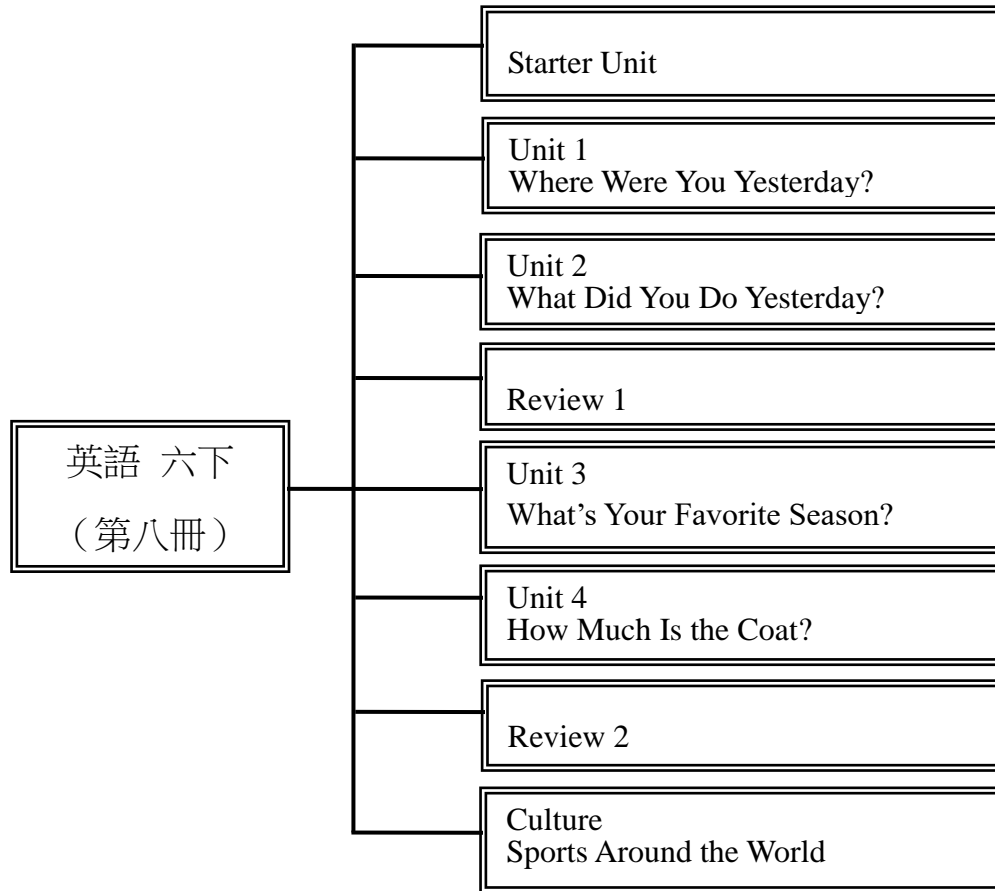 Starter Unit
Unit 1
Where Were You Yesterday?
Unit 2
What Did You Do Yesterday?
Review 1
英語 六下
（第八冊）
Unit 3
What’s Your Favorite Season?
Unit 4
How Much Is the Coat?
Review 2
Culture
Sports Around the World